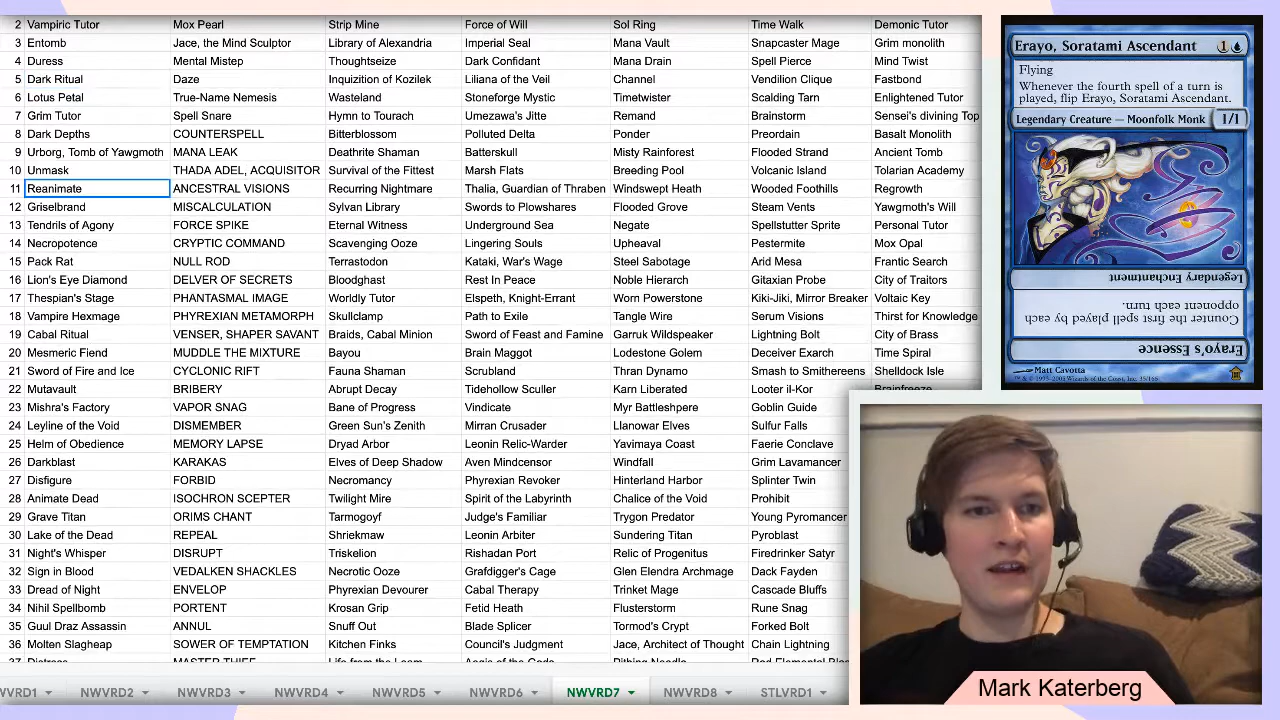 2 Vampiric Tutor Mox Pearl Strip Mine Force of Will Sol Ring Time Walk Demonic Tutor
3 Entomb Jace, the Mind Sculptor Library of Alexandria Imperial Seal Mana Vault Snapcaster Mage Grim monolith
4 Duress Mental Mistep Thoughtseize Dark Confidant Mana Drain Spell Pierce Mind Twist
5 Dark Ritual Daze Inquizition of Kozilek Liliana of the Veil Channel Vendilion Clique Fastbond
6 Lotus Petal True-Name Nemesis Wasteland Stoneforge Mystic Timetwister Scalding Tarn Enlightened Tutor
7 Grim Tutor Spell Snare Hymn to Tourach Umezawa's Jitte Remand Brainstorm Sensei's divining Top
8 Dark Depths COUNTERSPELL Bitterblossom Polluted Delta Ponder Preordain Basalt Monolith
9 Urborg, Tomb of Yawgmoth MANA LEAK Deathrite Shaman Batterskull Misty Rainforest Flooded Strand Ancient Tomb
10 Unmask THADA ADEL, ACQUISITOR Survival of the Fittest Marsh Flats Breeding Pool Volcanic Island Tolarian Academy
11 Reanimate ANCESTRAL VISIONS Recurring Nightmare Thalia, Guardian of Thraben Windswept Heath Wooded Foothills Regrowth
12 Griselbrand MISCALCULATION Sylvan Library Swords to Plowshares Flooded Grove Steam Vents Yawgmoth's Will
13 Tendrils of Agony FORCE SPIKE Eternal Witness Underground Sea Negate Spellstutter Sprite Personal Tutor
14 Necropotence CRYPTIC COMMAND Scavenging Ooze Lingering Souls Upheaval Pestermite Mox Opal
15 Pack Rat NULL ROD Terrastodon Kataki, War's Wage Steel Sabotage Arid Mesa Frantic Search
16 Lion's Eye Diamond DELVER OF SECRETS Bloodghast Rest In Peace Noble Hierarch Gitaxian Probe City of Traitors
17 Thespian's Stage PHANTASMAL IMAGE Worldly Tutor Elspeth, Knight-Errant Worn Powerstone Kiki-Jiki, Mirror Breaker Voltaic Key
18 Vampire Hexmage PHYREXIAN METAMORPH Skullclamp Path to Exile Tangle Wire Serum Visions Thirst for Knowledge
19 Cabal Ritual VENSER, SHAPER SAVANT Braids, Cabal Minion Sword of Feast and Famine Garruk Wildspeaker Lightning Bolt City of Brass
20 Mesmeric Fiend MUDDLE THE MIXTURE Bayou Brain Maggot Lodestone Golem Deceiver Exarch Time Spiral
21 Sword of Fire and Ice CYCLONIC RIFT Fauna Shaman Scrubland Thran Dynamo Smash to Smithereens Shelldock Isle
22 Mutavault BRIBERY Anger Tidehollow Sculler Karn Liberated Looter il-Kor Brainfreeze
23 Mishra's Factory VAPOR SNAG Bane of Progress Vindicate Myr Battleshpere Goblin Guide
24 Leyline of the Void DISMEMBER Green Sun's Zenith Mirran Crusader Llanowar Elves Sulfur Falls
25 Helm of Obedience MEMORY LAPSE Dryad Arbor Leonin Relic-Warder Yavimaya Coast Faerie Conclave
26 Darkblast KARAKAS Elves of Deep Shadow Aven Mindcensor Windfall Grim Lavamancer
27 Disfigure FORBID Necromancy Phyrexian Revoker Hinterland Harbor Splinter Twin
28 Animate Dead ISOCHRON SCEPTER Twilight Mire Spirit of the Labyrinth Chalice of the Void Prohibit
29 Grave Titan ORIMS CHANT Tarmogoyf Judge's Familiar Trygon Predator Young Pyromancer
30 Lake of the Dead REPEAL Shriekmaw Leonin Arbiter Sundering Titan Pyroblast
31 Night's Whisper DISRUPT Triskelion Rishadan Port Relic of Progenitus Firedrinker Satyr
32 Sign in Blood VEDALKEN SHACKLES Necrotic Ooze Grafdigger's Cage Glen Elendra Archmage Dack Fayden
33 Dread of Night ENVELOP Phyrexian Devourer Cabal Therapy Trinket Mage Cascade Bluffs
34 Nihil Spellbomb PORTENT Krosan Grip Fetid Heath Flusterstorm Rune Snag
35 Guul Draz Assassin ANNUL Snuff Out Blade Splicer Tormod's Crypt Forked Bolt
36 Molten Slagheap SOWER OF TEMPTATION Kitchen Finks Council's Judgment Jace, Architect of Thought Chain Lightning
37 Distress MASTER THIEF Life from the Loam Aegis of the Gods Pithing Needle Red Elemental
WVRD1 NWVRD2 NWVRD3 NWVRD4 NWVRD5 NWVRD6 NWVRD7 NWVRD8 STLVRD1
Erayo, Soratami Ascendant 1
Flying
Whenever the fourth spell of a turn is
played, flip Erayo, Soratami Ascendant.
Legendary Creature — Moonfolk Monk 1/1
Erayo's Essence
Counter the first spell played by each
opponent each turn.
Legendary Enchantment
Matt Cavotta
Mark Katerberg